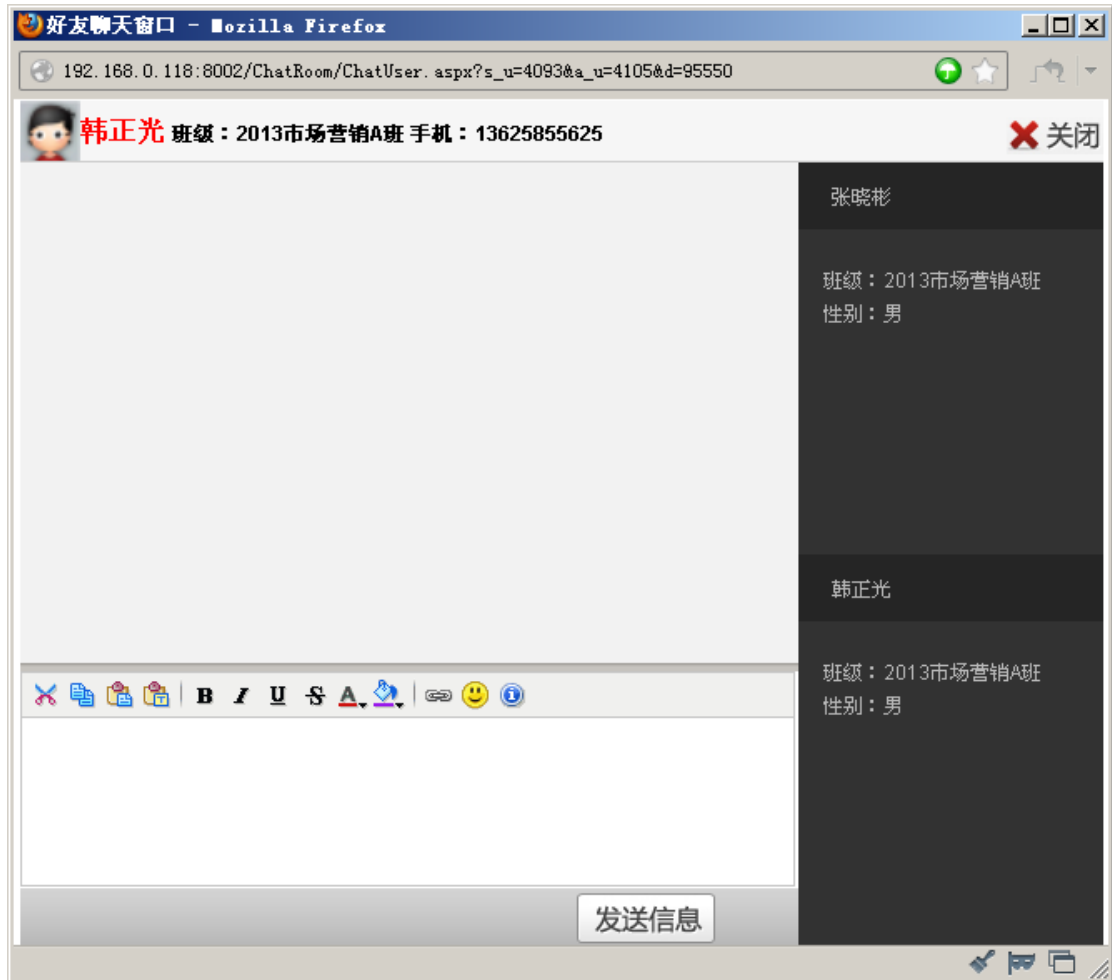 好友聊天窗口 - Mozilla Firefox
192.168.0.118:8002/ChatRoom/ChatUser.aspx?s_u=4093&a_u=4105&d=95550
韩正光 班级：2013市场营销A班 手机：13625855625
关闭
张晓彬
班级：2013市场营销A班
性别：男
韩正光
班级：2013市场营销A班
性别：男
B I U S A
发送信息